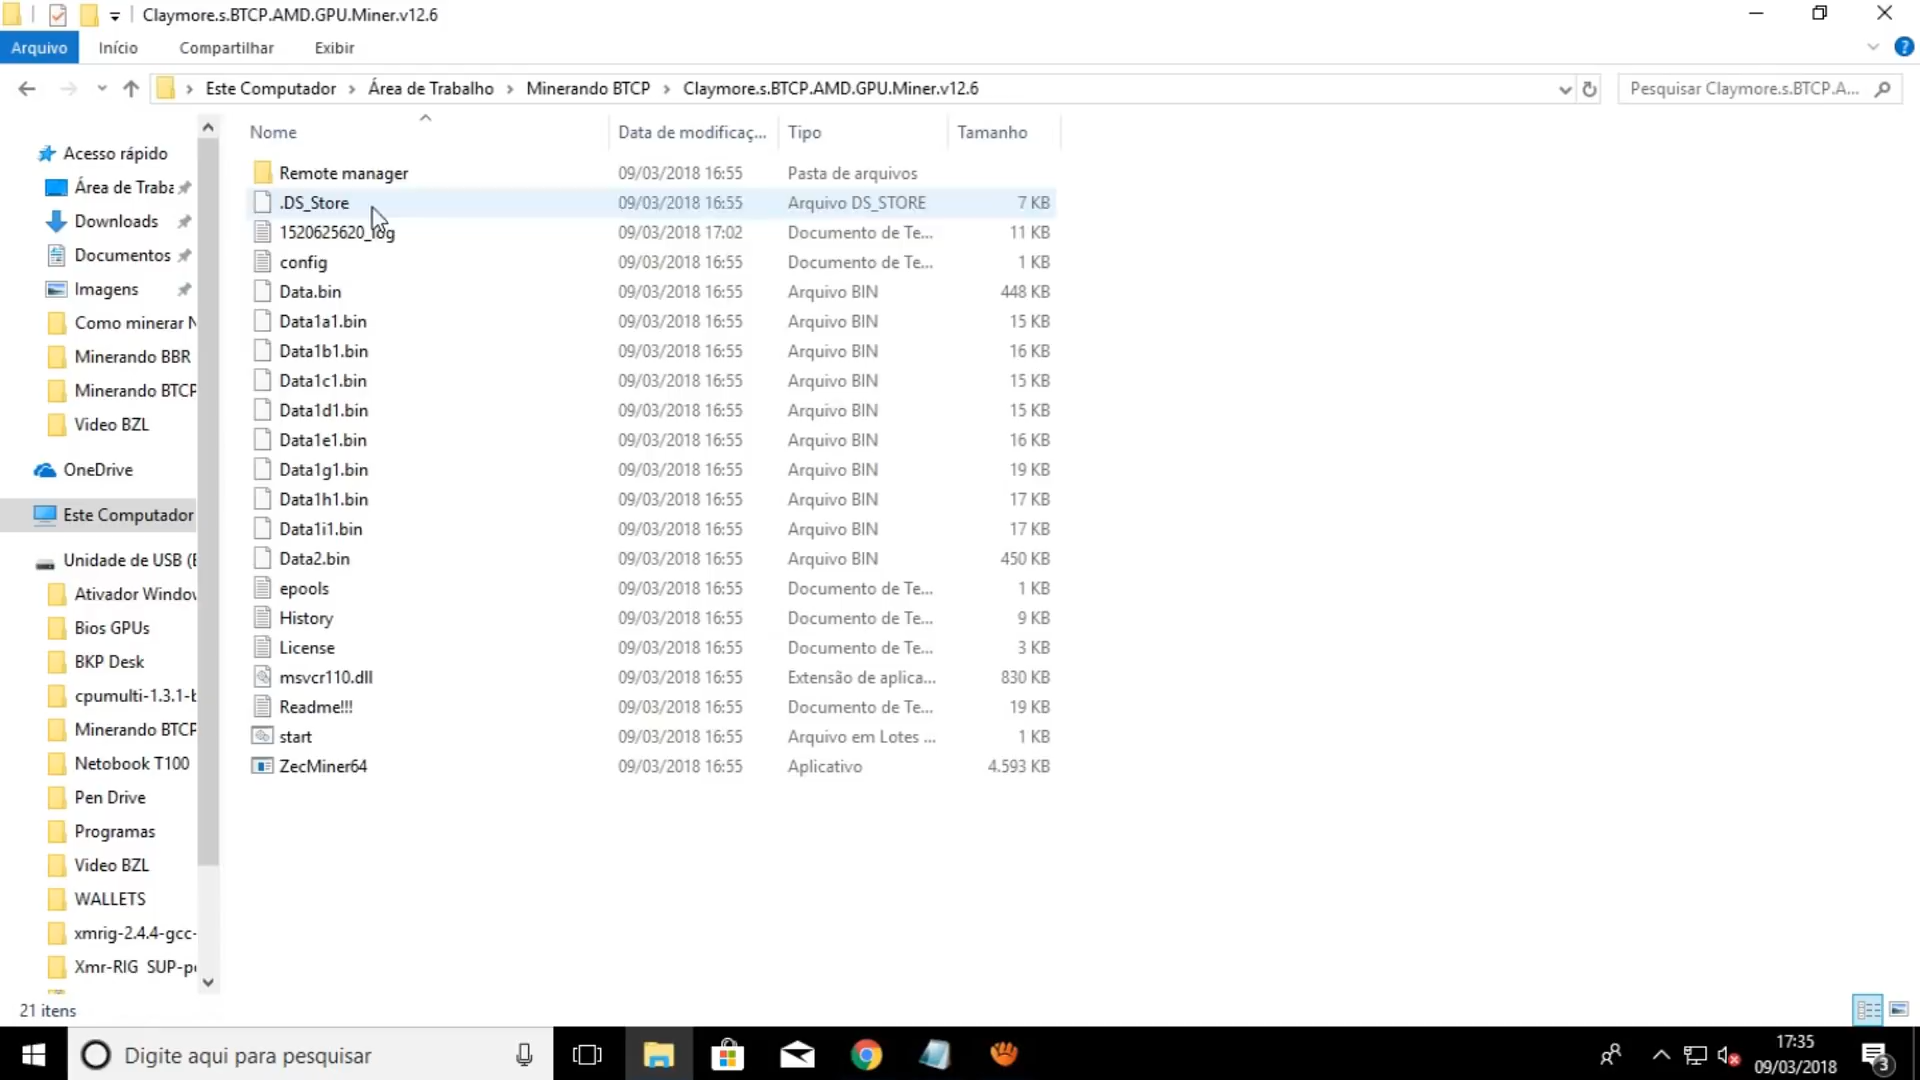 Claymore.s.BTCP.AMD.GPU.Miner.v12.6
Arquivo Início Compartilhar Exibir
Este Computador Área de Trabalho Minerando BTCP Claymore.s.BTCP.AMD.GPU.Miner.v12.6
Pesquisar Claymore.s.BTCP.A...
Nome Data de modificaç... Tipo Tamanho
Acesso rápido
Área de Traba
Downloads
Documentos
Imagens
Como minerar N
Minerando BBR
Minerando BTCP
Video BZL
OneDrive
Este Computador
Unidade de USB (E
Ativador Window
Bios GPUs
BKP Desk
cpumulti-1.3.1-b
Minerando BTCP
Netobook T100
Pen Drive
Programas
Video BZL
WALLETS
xmrig-2.4.4-gcc-
Xmr-RIG SUP-po
Remote manager 09/03/2018 16:55 Pasta de arquivos
.DS_Store 09/03/2018 16:55 Arquivo DS_STORE 7 KB
1520625620_log 09/03/2018 17:02 Documento de Te... 11 KB
config 09/03/2018 16:55 Documento de Te... 1 KB
Data.bin 09/03/2018 16:55 Arquivo BIN 448 KB
Data1a1.bin 09/03/2018 16:55 Arquivo BIN 15 KB
Data1b1.bin 09/03/2018 16:55 Arquivo BIN 16 KB
Data1c1.bin 09/03/2018 16:55 Arquivo BIN 15 KB
Data1d1.bin 09/03/2018 16:55 Arquivo BIN 15 KB
Data1e1.bin 09/03/2018 16:55 Arquivo BIN 16 KB
Data1g1.bin 09/03/2018 16:55 Arquivo BIN 19 KB
Data1h1.bin 09/03/2018 16:55 Arquivo BIN 17 KB
Data1i1.bin 09/03/2018 16:55 Arquivo BIN 17 KB
Data2.bin 09/03/2018 16:55 Arquivo BIN 450 KB
epools 09/03/2018 16:55 Documento de Te... 1 KB
History 09/03/2018 16:55 Documento de Te... 9 KB
License 09/03/2018 16:55 Documento de Te... 3 KB
msvcr110.dll 09/03/2018 16:55 Extensão de aplica... 830 KB
Readme!!! 09/03/2018 16:55 Documento de Te... 19 KB
start 09/03/2018 16:55 Arquivo em Lotes ... 1 KB
ZecMiner64 09/03/2018 16:55 Aplicativo 4.593 KB
21 itens
Digite aqui para pesquisar
17:35
09/03/2018
3